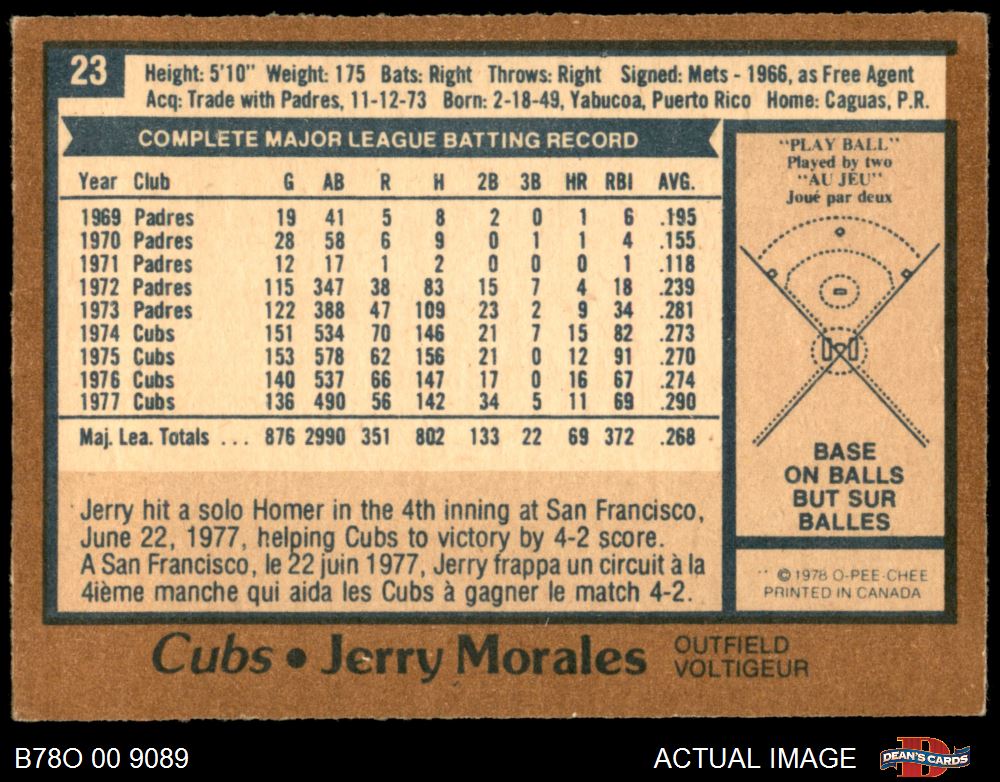 23
Height: 5'10" Weight: 175 Bats: Right Throws: Right Signed: Mets - 1966, as Free Agent
Acq: Trade with Padres, 11-12-73 Born: 2-18-49, Yabucoa, Puerto Rico Home: Caguas, P.R.
COMPLETE MAJOR LEAGUE BATTING RECORD
Year Club G AB R H 2B 3B HR RBI AVG.
1969 Padres 19 41 5 8 2 0 1 6 .195
1970 Padres 28 58 6 9 0 1 1 4 .155
1971 Padres 12 17 1 2 0 0 0 1 .118
1972 Padres 115 347 38 83 15 7 4 18 .239
1973 Padres 122 388 47 109 23 2 9 34 .281
1974 Cubs 151 534 70 146 21 7 15 82 .273
1975 Cubs 153 578 62 156 21 0 12 91 .270
1976 Cubs 140 537 66 147 17 0 16 67 .274
1977 Cubs 136 490 56 142 34 5 11 69 .290
Maj. Lea. Totals ... 876 2990 351 802 133 22 69 372 .268
Jerry hit a solo Homer in the 4th inning at San Francisco,
June 22, 1977, helping Cubs to victory by 4-2 score.
A San Francisco, le 22 juin 1977, Jerry frappa un circuit à la
4ième manche qui aida les Cubs à gagner le match 4-2.
"PLAY BALL"
Played by two
"AU JEU"
Joué par deux
BASE
ON BALLS
BUT SUR
BALLES
© 1978 O-PEE-CHEE
PRINTED IN CANADA
Cubs • Jerry Morales
OUTFIELD
VOLTIGEUR
B78O 00 9089
ACTUAL IMAGE
DEAN'S CARDS